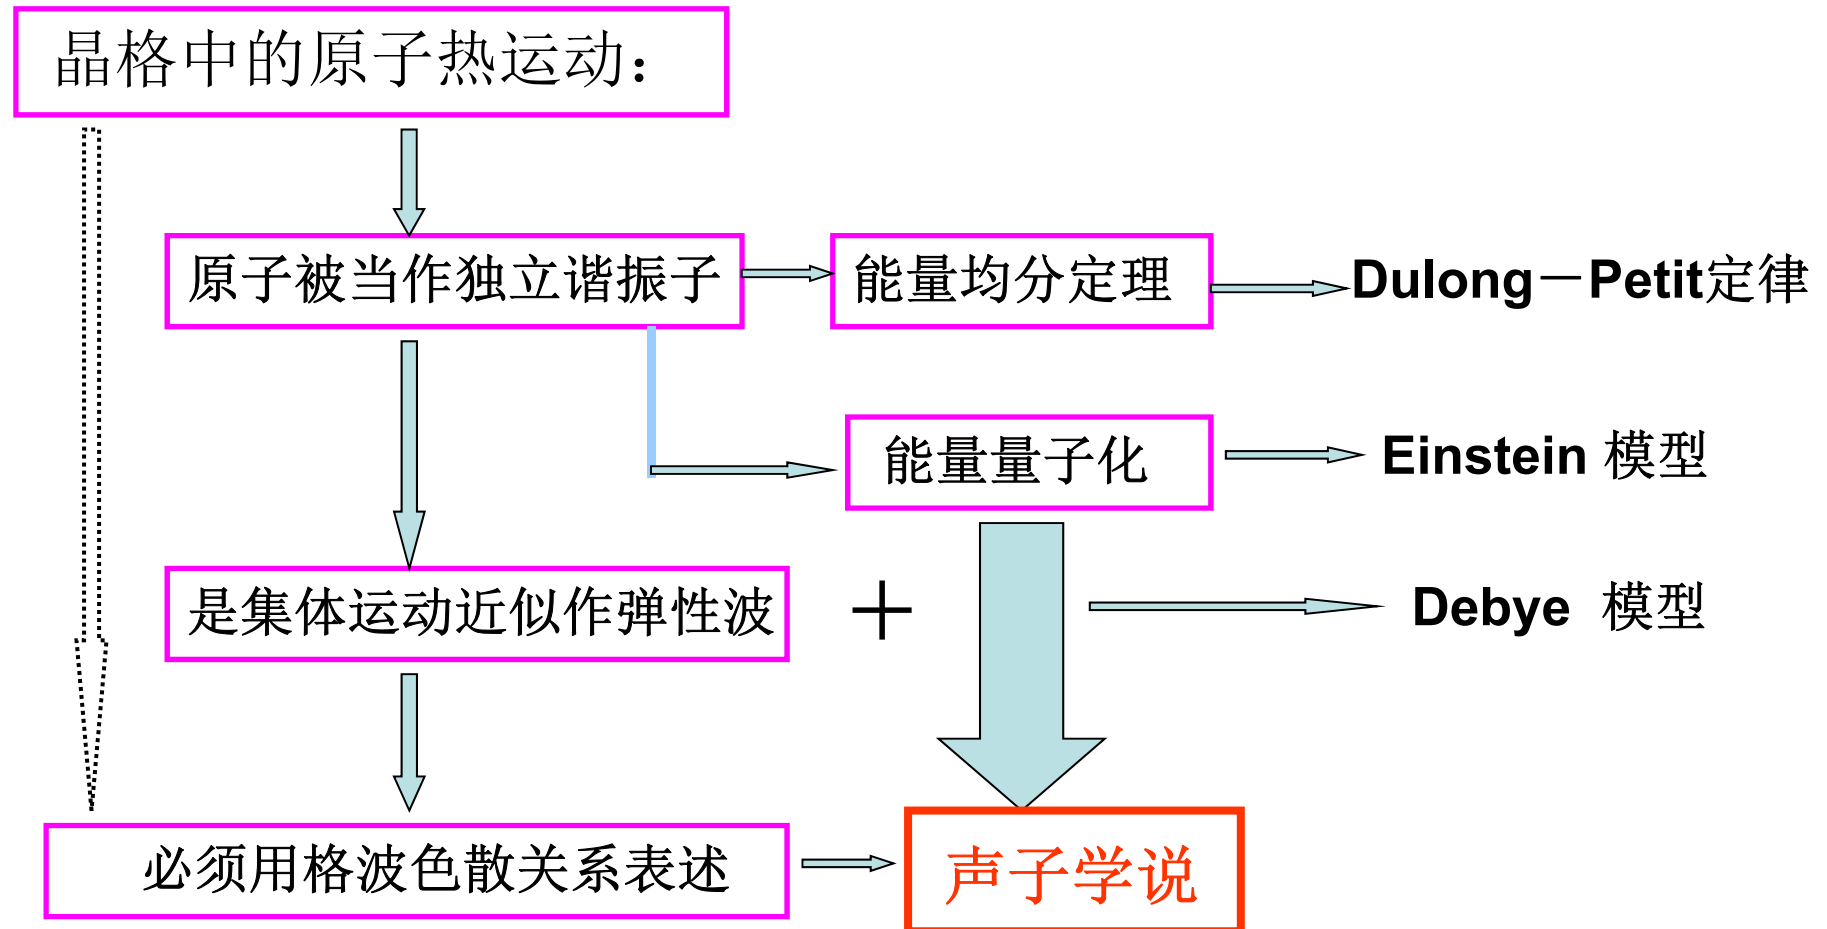 晶格中的原子热运动：
原子被当作独立谐振子
能量均分定理
Dulong－Petit定律
能量量子化
Einstein 模型
是集体运动近似作弹性波
＋
Debye 模型
必须用格波色散关系表述
声子学说